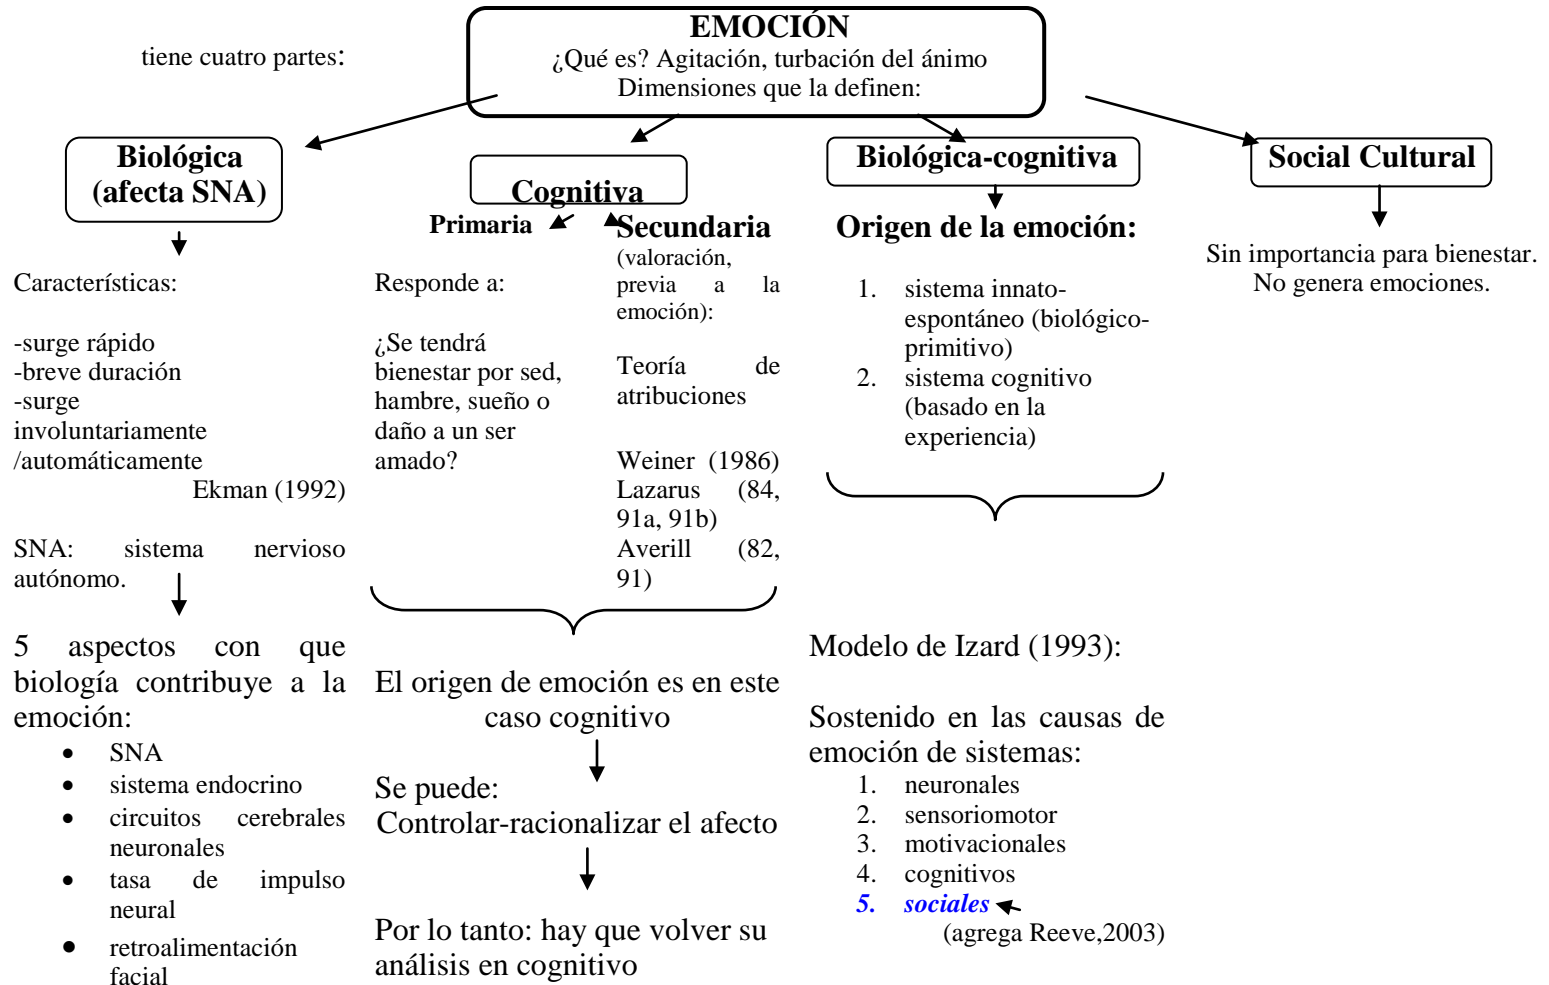 EMOCIÓN
tiene cuatro partes:
¿Qué es? Agitación, turbación del ánimo
Dimensiones que la definen:
Biológica
(afecta SNA)
Características:
-surge rápido
-breve duración
-surge
involuntariamente
/automáticamente
Ekman (1992)
SNA: sistema nervioso
autónomo.
5 aspectos con que
biología contribuye a la
emoción:
• SNA
• sistema endocrino
• circuitos cerebrales
neuronales
• tasa de impulso
neural
• retroalimentación
facial
Cognitiva
Primaria
Responde a:
¿Se tendrá
bienestar por sed,
hambre, sueño o
daño a un ser
amado?
Secundaria
(valoración,
previa a la
emoción):
Teoría de
atribuciones
Weiner (1986)
Lazarus (84,
91a, 91b)
Averill (82,
91)
El origen de emoción es en este
caso cognitivo
Se puede:
Controlar-racionalizar el afecto
Por lo tanto: hay que volver su
análisis en cognitivo
Biológica-cognitiva
Origen de la emoción:
1. sistema innato-
espontáneo (biológico-
primitivo)
2. sistema cognitivo
(basado en la
experiencia)
Modelo de Izard (1993):
Sostenido en las causas de
emoción de sistemas:
1. neuronales
2. sensoriomotor
3. motivacionales
4. cognitivos
5. sociales
(agrega Reeve,2003)
Social Cultural
Sin importancia para bienestar.
No genera emociones.